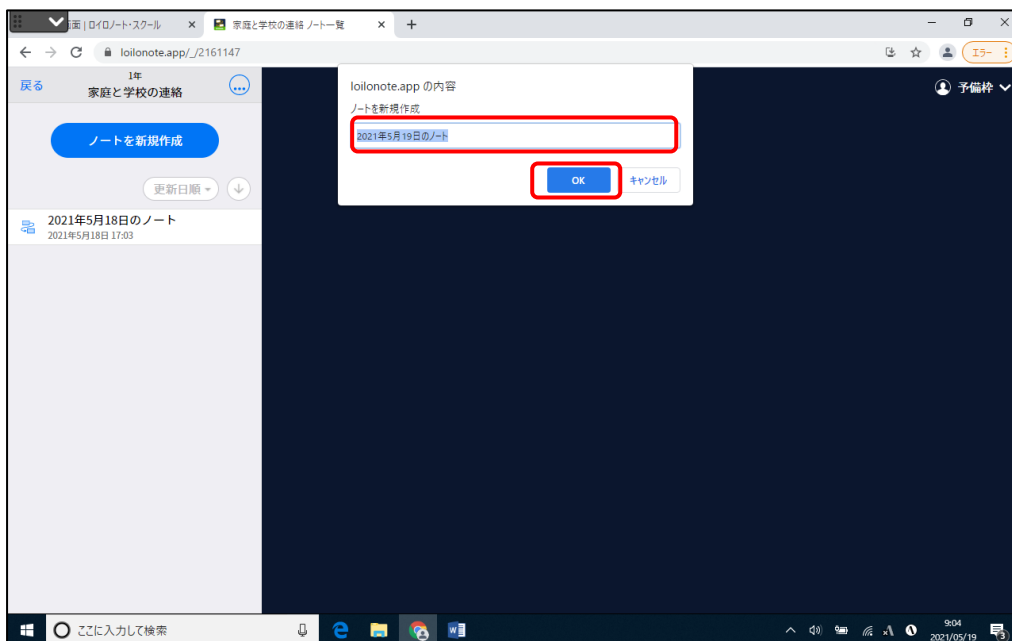 面 | ロイロノート・スクール
家庭と学校の連絡 ノート一覧
loilonote.app/_/2161147
エラー
戻る
1年
家庭と学校の連絡
ノートを新規作成
更新日順
2021年5月18日のノート
2021年5月18日 17:03
loilonote.app の内容
ノートを新規作成
2021年5月19日のノート
OK
キャンセル
予備枠
ここに入力して検索
9:04
2021/05/19
3